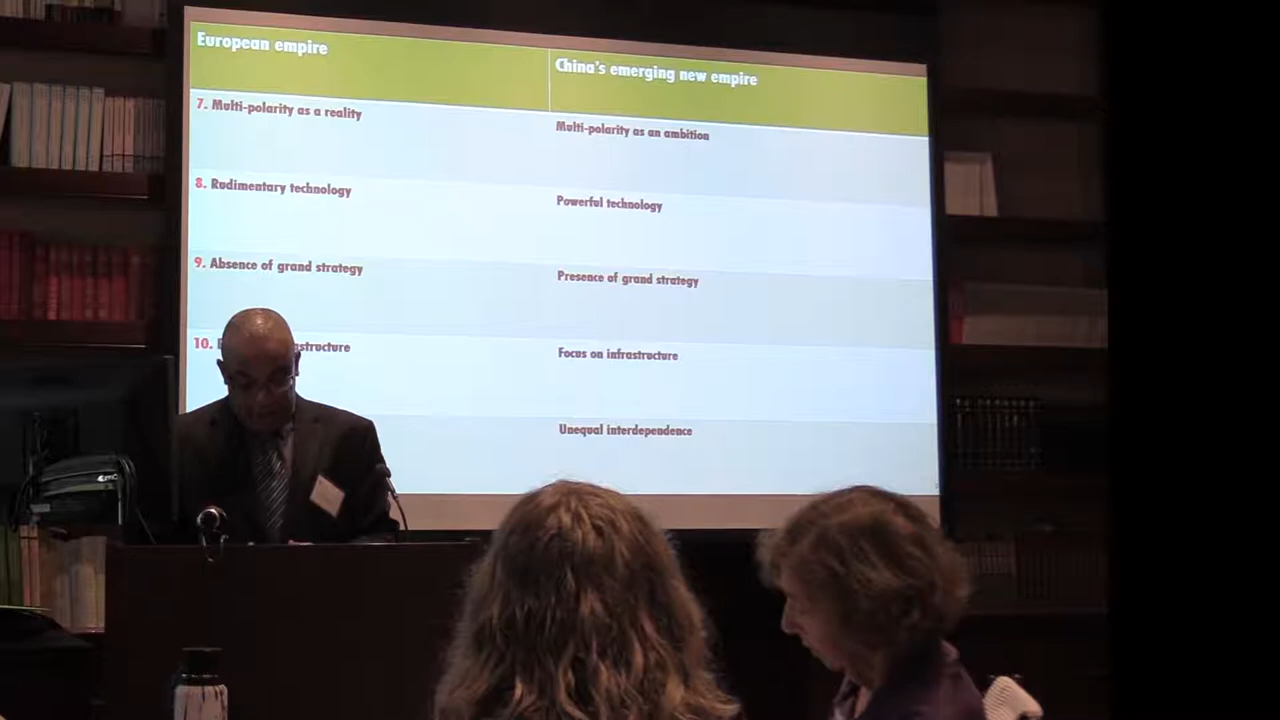 European empire
China's emerging new empire
7. Multi-polarity as a reality
Multi-polarity as an ambition
8. Rudimentary technology
Powerful technology
9. Absence of grand strategy
Presence of grand strategy
10.
Focus on infrastructure
Unequal interdependence